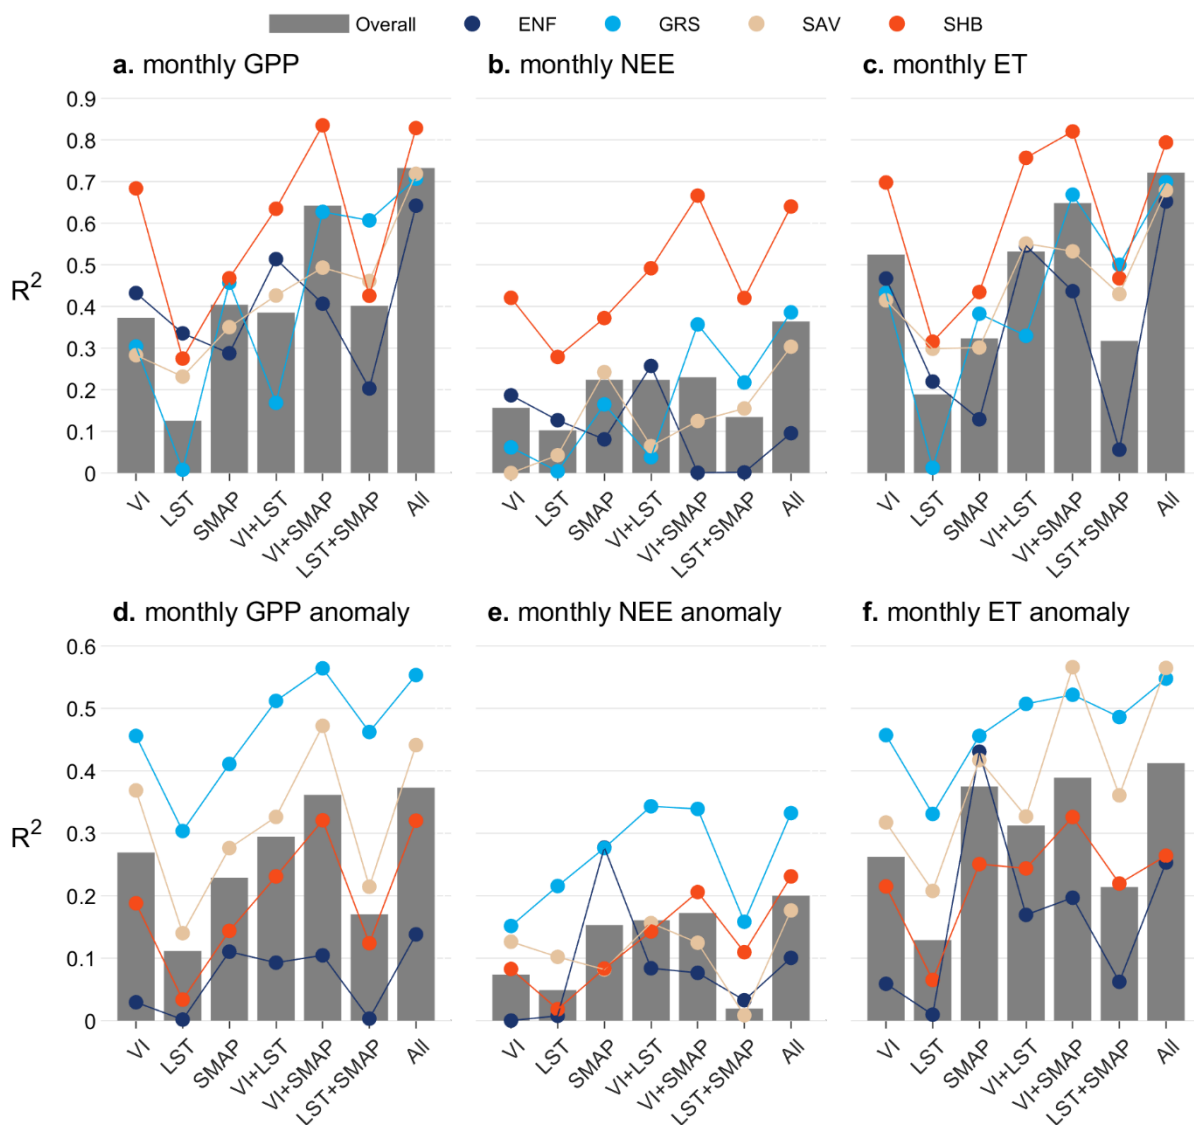 Overall ENF GRS SAV SHB
a. monthly GPP b. monthly NEE c. monthly ET
0.9
0.8
0.7
0.6
0.5
0.4
0.3
0.2
0.1
0
R²
VI LST SMAP VI+LST VI+SMAP LST+SMAP All VI LST SMAP VI+LST VI+SMAP LST+SMAP All VI LST SMAP VI+LST VI+SMAP LST+SMAP All
d. monthly GPP anomaly e. monthly NEE anomaly f. monthly ET anomaly
0.6
0.5
0.4
0.3
0.2
0.1
0
R²
VI LST SMAP VI+LST VI+SMAP LST+SMAP All VI LST SMAP VI+LST VI+SMAP LST+SMAP All VI LST SMAP VI+LST VI+SMAP LST+SMAP All